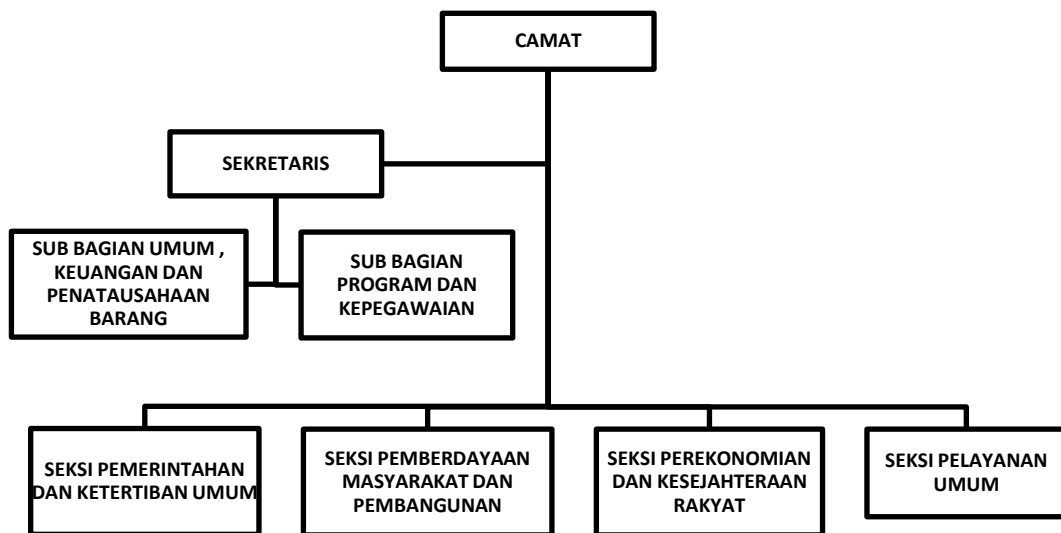 CAMAT
SEKRETARIS
SUB BAGIAN UMUM ,
KEUANGAN DAN
PENATAUSAHAAN
BARANG
SUB BAGIAN
PROGRAM DAN
KEPEGAWAIAN
SEKSI PEMERINTAHAN
DAN KETERTIBAN UMUM
SEKSI PEMBERDAYAAN
MASYARAKAT DAN
PEMBANGUNAN
SEKSI PEREKONOMIAN
DAN KESEJAHTERAAN
RAKYAT
SEKSI PELAYANAN
UMUM